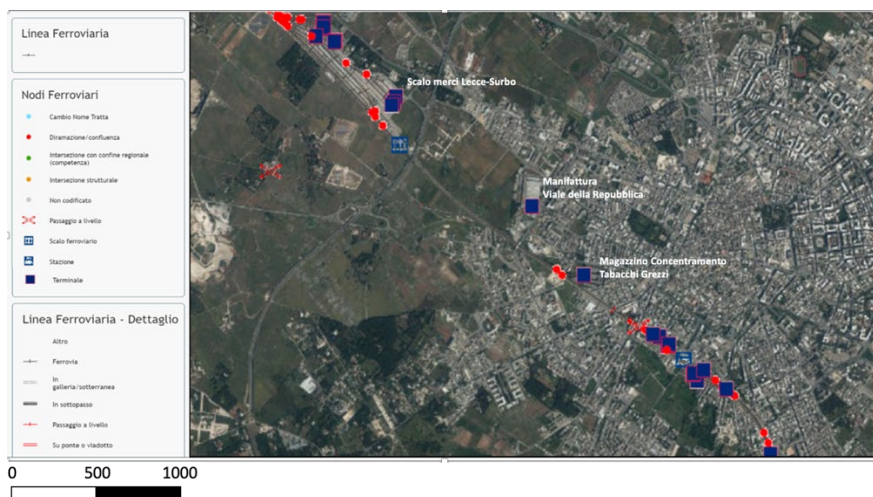 Linea Ferroviaria
Nodi Ferroviari
Cambio Nome Tratta
Diramazione/confluenza
Intersezione con confine regionale
(competenza)
Intersezione strutturale
Non codificato
Passaggio a livello
Scalo ferroviario
Stazione
Terminale
Linea Ferroviaria - Dettaglio
Altro
Ferrovia
In
galleria/sotterranea
In sottopasso
Passaggio a livello
Su ponte o viadotto
Scalo merci Lecce-Surbo
Manifattura
Viale della Repubblica
Magazzino Concentramento
Tabacchi Grezzi
0 500 1000